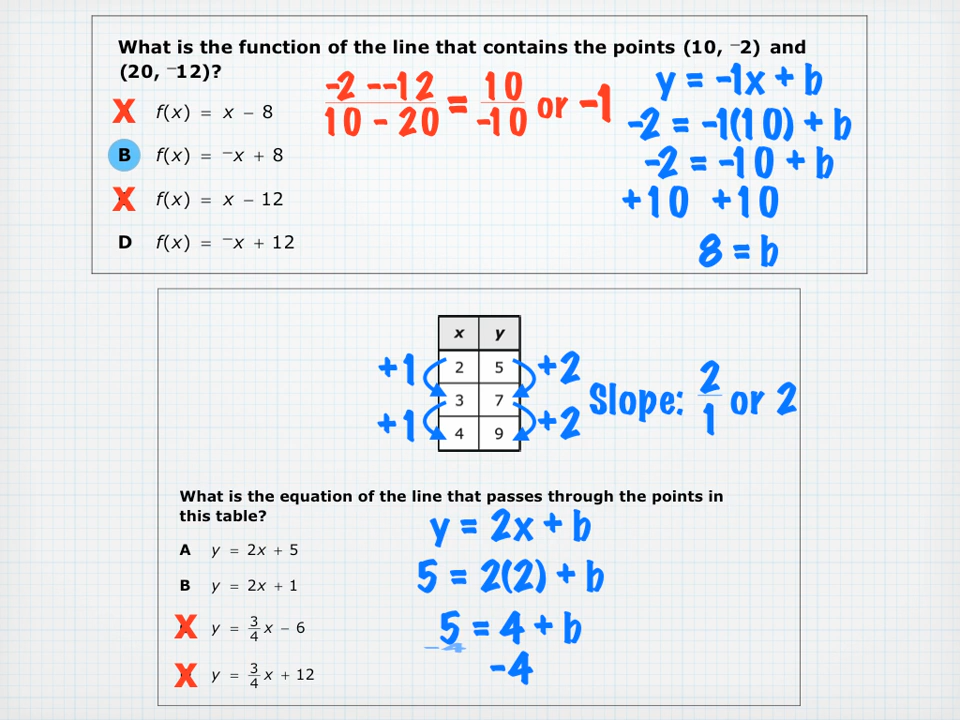 What is the function of the line that contains the points (10, ⁻2) and
(20, ⁻12)?
-2 --12 / 10 - 20 = 10 / -10 or -1
X f(x) = x − 8
B f(x) = ⁻x + 8
X f(x) = x − 12
D f(x) = ⁻x + 12
y = -1x + b
-2 = -1(10) + b
-2 = -10 + b
+10 +10
8 = b
x y
2 5
3 7
4 9
+1 +2
+1 +2
Slope: 2/1 or 2
What is the equation of the line that passes through the points in
this table?
A y = 2x + 5
B y = 2x + 1
X y = 3/4 x − 6
X y = 3/4 x + 12
y = 2x + b
5 = 2(2) + b
5 = 4 + b
-4 -4